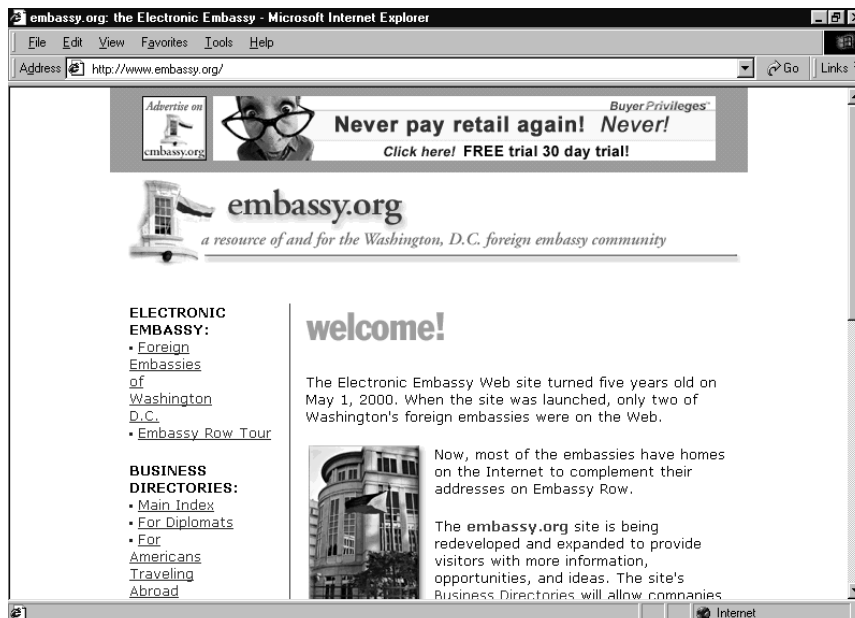 embassy.org: the Electronic Embassy - Microsoft Internet Explorer
File Edit View Favorites Tools Help
Address http://www.embassy.org/ Go Links
Advertise on
embassy.org
BuyerPrivileges
Never pay retail again! Never!
Click here! FREE trial 30 day trial!
embassy.org
a resource of and for the Washington, D.C. foreign embassy community
ELECTRONIC
EMBASSY:
▪ Foreign
Embassies
of
Washington
D.C.
▪ Embassy Row Tour
BUSINESS
DIRECTORIES:
▪ Main Index
▪ For Diplomats
▪ For
Americans
Traveling
Abroad
welcome!
The Electronic Embassy Web site turned five years old on
May 1, 2000. When the site was launched, only two of
Washington's foreign embassies were on the Web.
Now, most of the embassies have homes
on the Internet to complement their
addresses on Embassy Row.
The embassy.org site is being
redeveloped and expanded to provide
visitors with more information,
opportunities, and ideas. The site's
Business Directories will allow companies
Internet